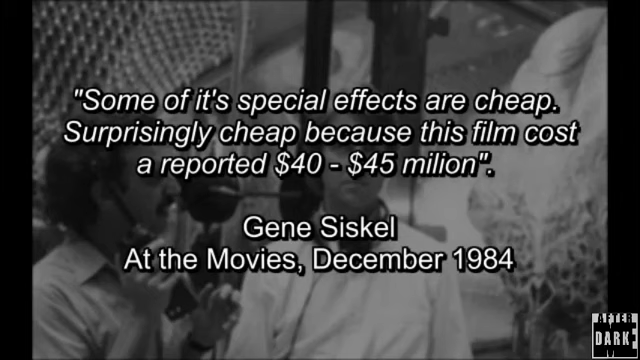 "Some of it's special effects are cheap.
Surprisingly cheap because this film cost
a reported $40 - $45 milion".
Gene Siskel
At the Movies, December 1984
AFTER
DARK: